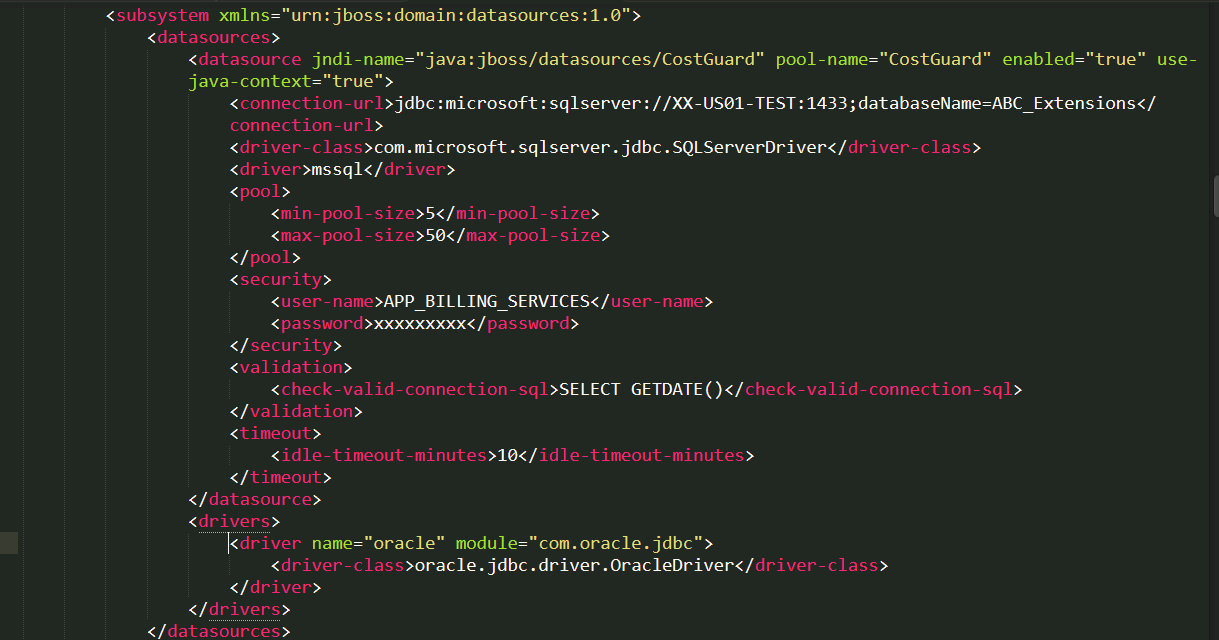 <subsystem xmlns="urn:jboss:domain:datasources:1.0">
<datasources>
<datasource jndi-name="java:jboss/datasources/CostGuard" pool-name="CostGuard" enabled="true" use-
java-context="true">
<connection-url>jdbc:microsoft:sqlserver://XX-US01-TEST:1433;databaseName=ABC_Extensions</
connection-url>
<driver-class>com.microsoft.sqlserver.jdbc.SQLServerDriver</driver-class>
<driver>mssql</driver>
<pool>
<min-pool-size>5</min-pool-size>
<max-pool-size>50</max-pool-size>
</pool>
<security>
<user-name>APP_BILLING_SERVICES</user-name>
<password>xxxxxxxxx</password>
</security>
<validation>
<check-valid-connection-sql>SELECT GETDATE()</check-valid-connection-sql>
</validation>
<timeout>
<idle-timeout-minutes>10</idle-timeout-minutes>
</timeout>
</datasource>
<drivers>
<driver name="oracle" module="com.oracle.jdbc">
<driver-class>oracle.jdbc.driver.OracleDriver</driver-class>
</driver>
</drivers>
</datasources>